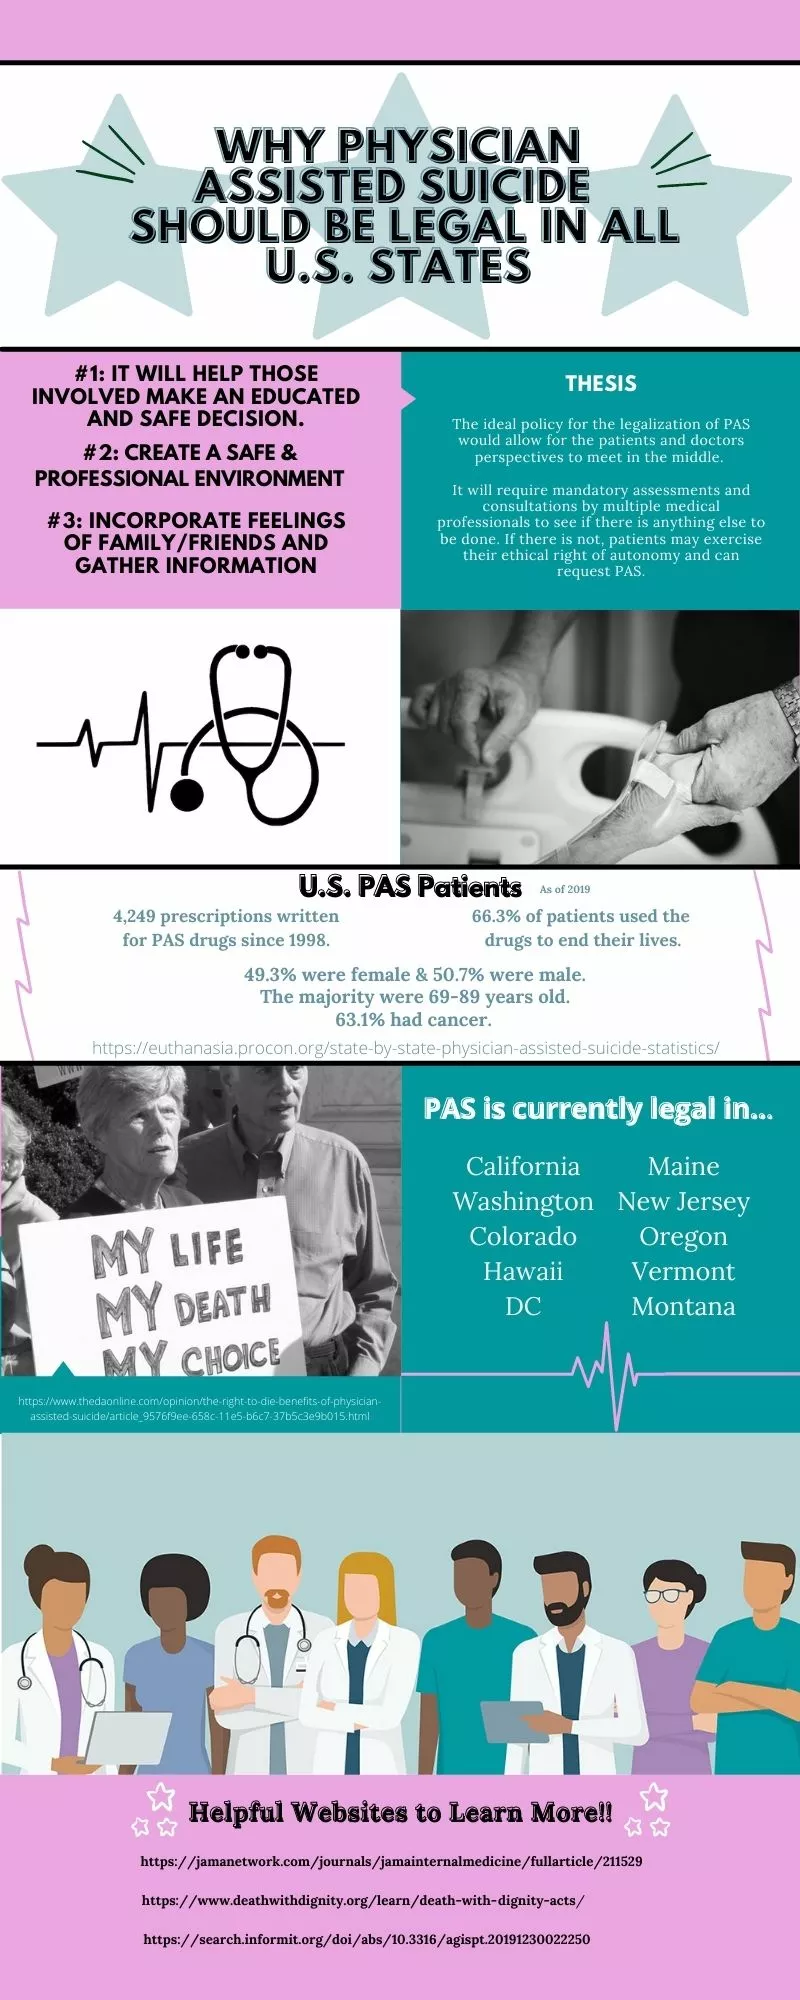 WHY PHYSICIAN
ASSISTED SUICIDE
SHOULD BE LEGAL IN ALL
U.S. STATES
#1: IT WILL HELP THOSE
INVOLVED MAKE AN EDUCATED
AND SAFE DECISION.
#2: CREATE A SAFE &
PROFESSIONAL ENVIRONMENT
#3: INCORPORATE FEELINGS
OF FAMILY/FRIENDS AND
GATHER INFORMATION
THESIS
The ideal policy for the legalization of PAS
would allow for the patients and doctors
perspectives to meet in the middle.
It will require mandatory assessments and
consultations by multiple medical
professionals to see if there is anything else to
be done. If there is not, patients may exercise
their ethical right of autonomy and can
request PAS.
U.S. PAS Patients As of 2019
4,249 prescriptions written
for PAS drugs since 1998.
66.3% of patients used the
drugs to end their lives.
49.3% were female & 50.7% were male.
The majority were 69-89 years old.
63.1% had cancer.
https://euthanasia.procon.org/state-by-state-physician-assisted-suicide-statistics/
MY LIFE
MY DEATH
MY CHOICE
https://www.thedaonline.com/opinion/the-right-to-die-benefits-of-physician-
assisted-suicide/article_9576f9ee-658c-11e5-b6c7-37b5c3e9b015.html
PAS is currently legal in...
California
Washington
Colorado
Hawaii
DC
Maine
New Jersey
Oregon
Vermont
Montana
Helpful Websites to Learn More!!
https://jamanetwork.com/journals/jamainternalmedicine/fullarticle/211529
https://www.deathwithdignity.org/learn/death-with-dignity-acts/
https://search.informit.org/doi/abs/10.3316/agispt.20191230022250